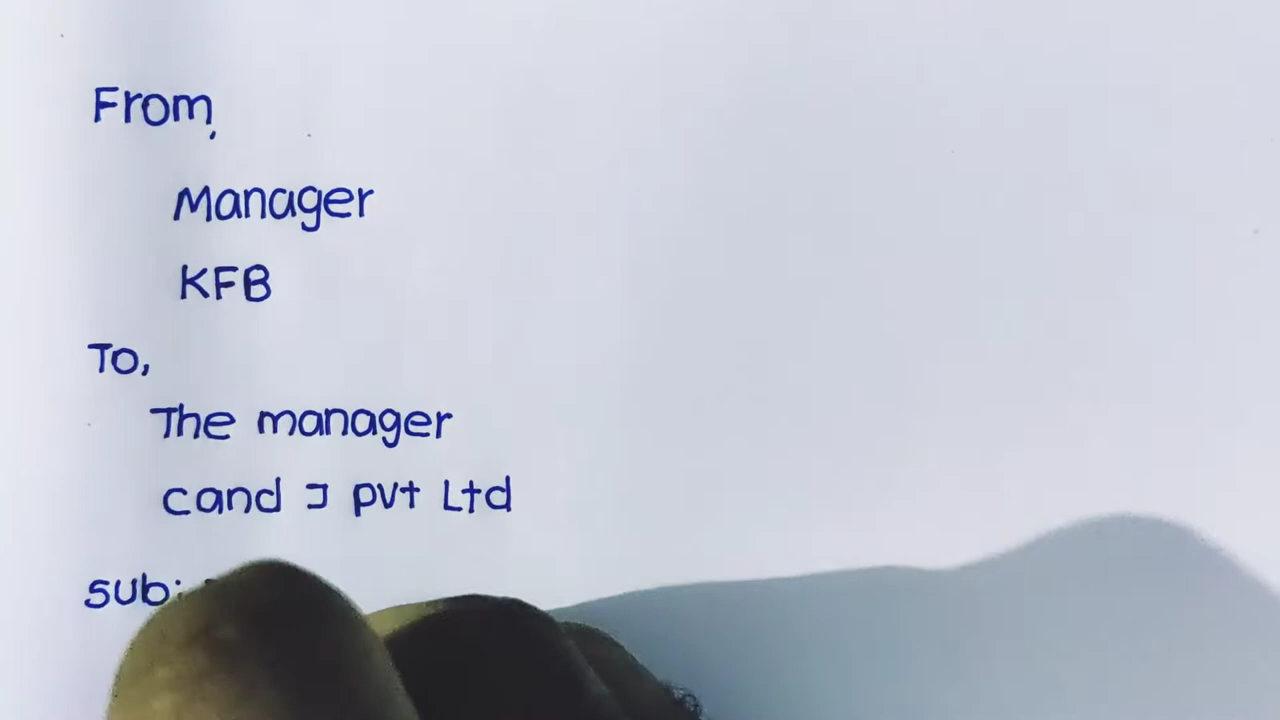 From,
Manager
KFB
To,
The manager
cand J pvt Ltd
sub: